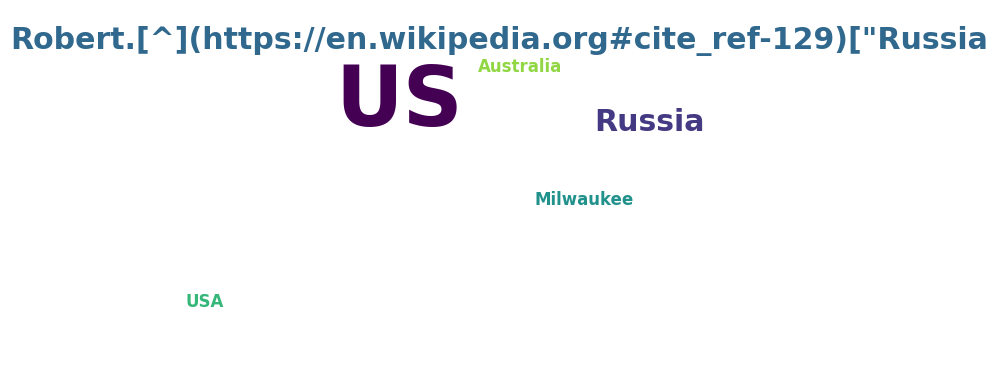 Robert.[^](https://en.wikipedia.org#cite_ref-129)["Russia
Australia
US
Russia
Milwaukee
USA